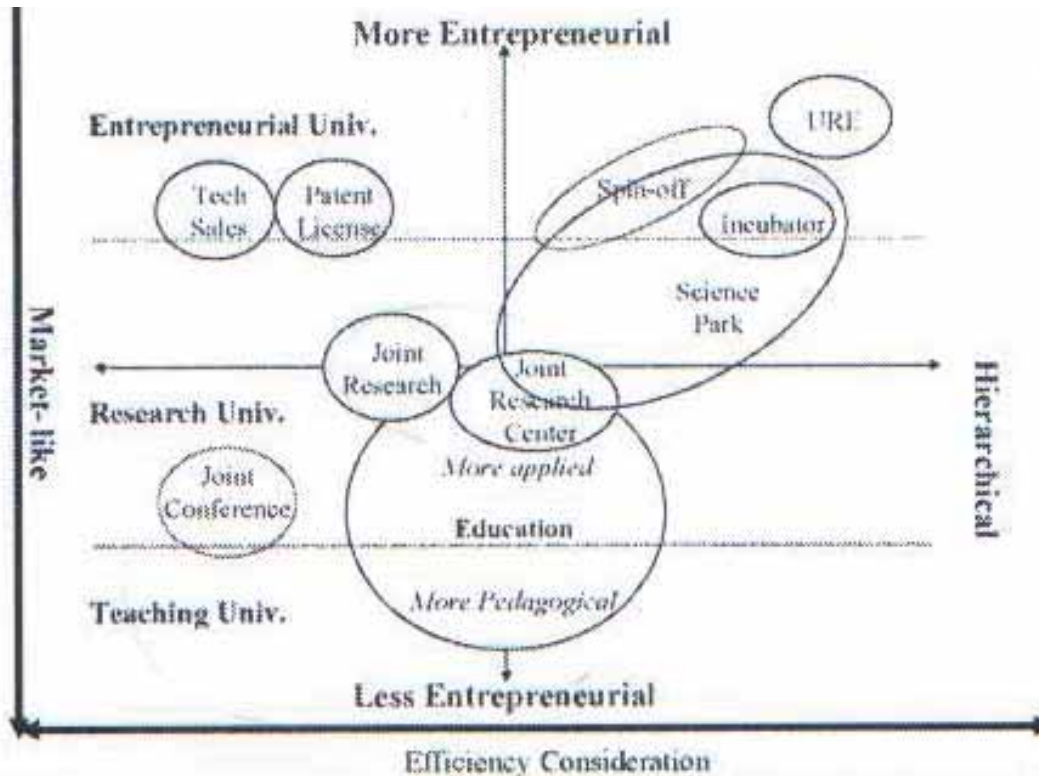 More Entrepreneurial
URE
Entrepreneurial Univ.
Spin-off
Tech
Sales
Patent
License
Incubator
Science
Park
Market-like
Joint
Research
Joint
Research
Center
Hierarchical
Research Univ.
More applied
Joint
Conference
Education
Teaching Univ.
More Pedagogical
Less Entrepreneurial
Efficiency Consideration